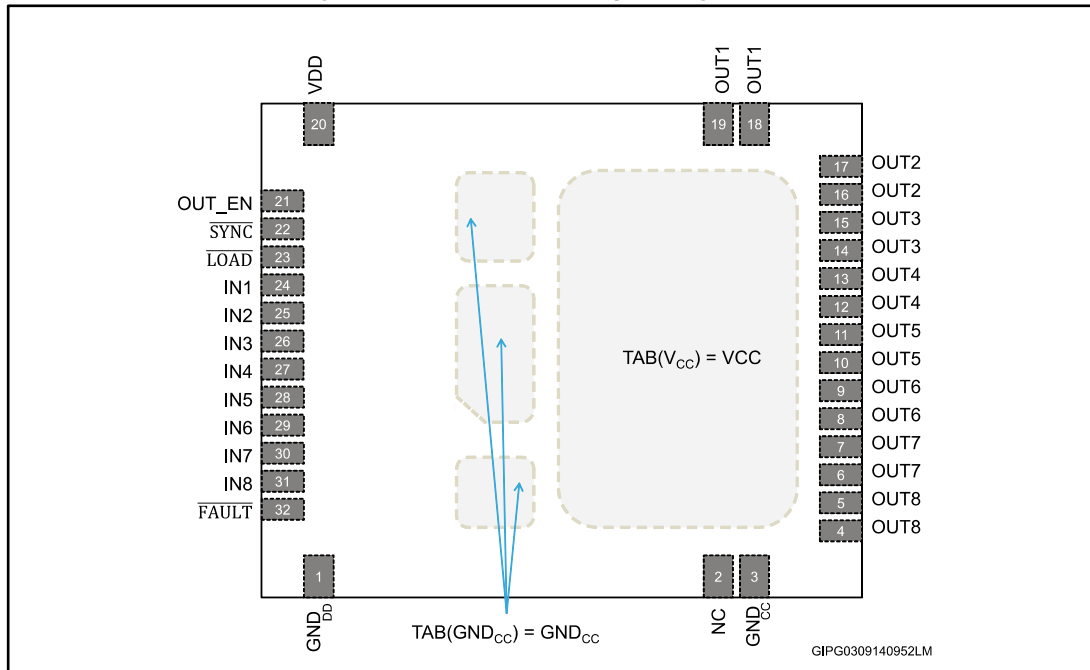 VDD
OUT1
OUT1
20
19
18
OUT_EN
21
SYNC
22
LOAD
23
IN1
24
IN2
25
IN3
26
IN4
27
IN5
28
IN6
29
IN7
30
IN8
31
FAULT
32
17
OUT2
16
OUT2
15
OUT3
14
OUT3
13
OUT4
12
OUT4
11
OUT5
10
OUT5
9
OUT6
8
OUT6
7
OUT7
6
OUT7
5
OUT8
4
OUT8
TAB(VCC) = VCC
1
2
3
GNDDD
NC
GNDCC
TAB(GNDCC) = GNDCC
GIPG0309140952LM